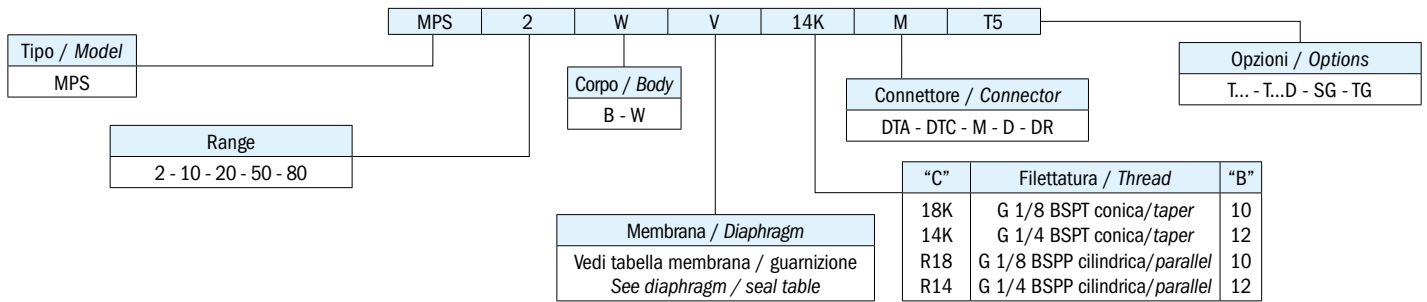 MPS 2 W V 14K M T5
Tipo / Model
MPS
Range
2 - 10 - 20 - 50 - 80
Corpo / Body
B - W
Membrana / Diaphragm
Vedi tabella membrana / guarnizione
See diaphragm / seal table
Connettore / Connector
DTA - DTC - M - D - DR
Opzioni / Options
T... - T...D - SG - TG
“C” Filettatura / Thread “B”
18K G 1/8 BSPT conica/taper 10
14K G 1/4 BSPT conica/taper 12
R18 G 1/8 BSPP cilindrica/parallel 10
R14 G 1/4 BSPP cilindrica/parallel 12